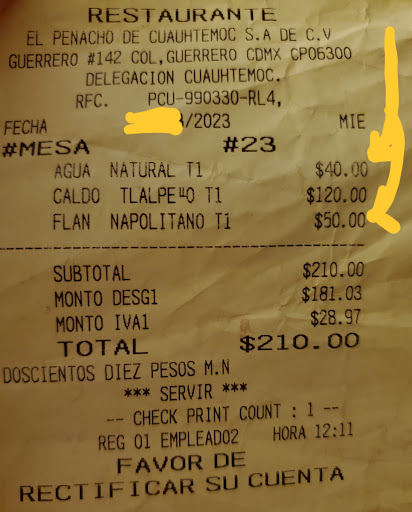 RESTAURANTE
EL PENACHO DE CUAUHTEMOC S.A DE C.V
GUERRERO #142 COL,GUERRERO CDMX CP06300
DELEGACION CUAUHTEMOC.
RFC. PCU-990330-RL4,
FECHA /2023 MIE
#MESA #23
AGUA NATURAL T1 $40.00
CALDO T1 $120.00
FLAN NAPOLITANO T1 $50.00
SUBTOTAL $210.00
MONTO DESG1 $181.03
MONTO IVA1 $28.97
TOTAL $210.00
DOSCIENTOS DIEZ PESOS M.N
*** SERVIR ***
-- CHECK PRINT COUNT : 1 --
REG 01 EMPLEADO2 HORA 12:11
FAVOR DE
RECTIFICAR SU CUENTA